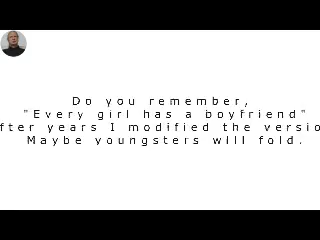 Do you remember,
"Every girl has a boyfriend"
fter years I modified the versio
Maybe youngsters will fold.